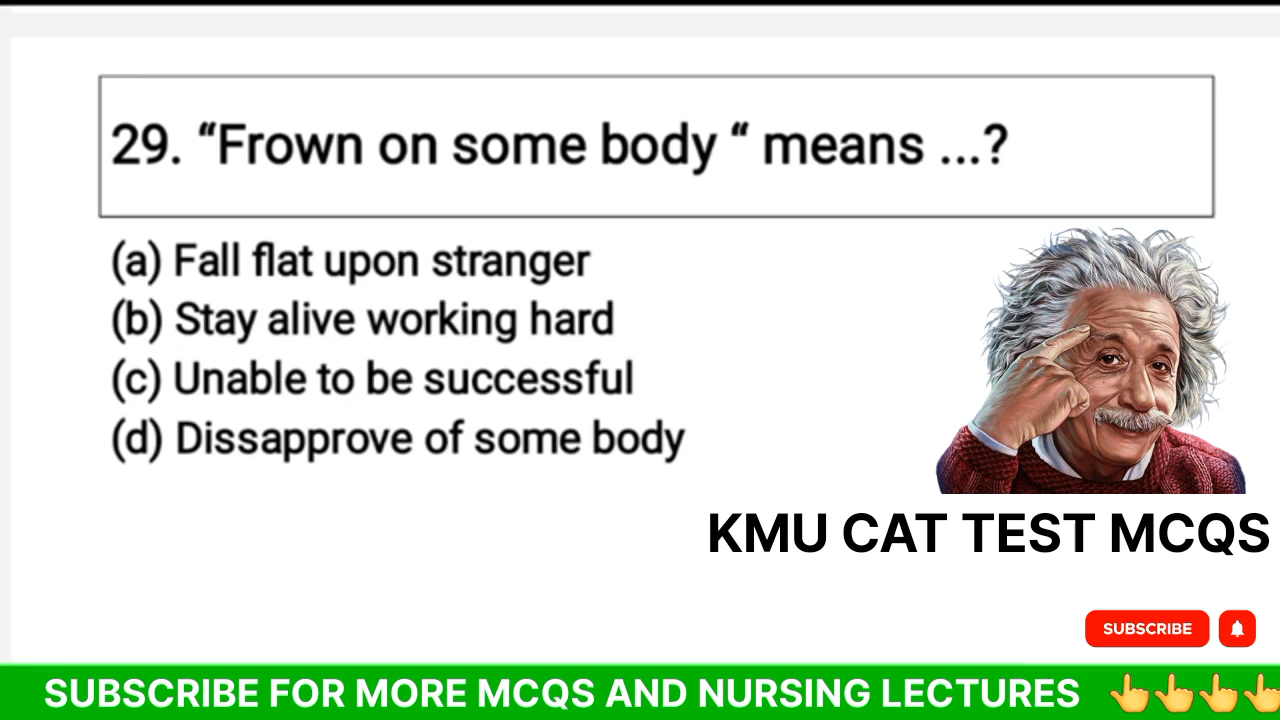 29. “Frown on some body “ means ...?
(a) Fall flat upon stranger
(b) Stay alive working hard
(c) Unable to be successful
(d) Dissapprove of some body
KMU CAT TEST MCQS
SUBSCRIBE
SUBSCRIBE FOR MORE MCQS AND NURSING LECTURES 👆👆👆👆